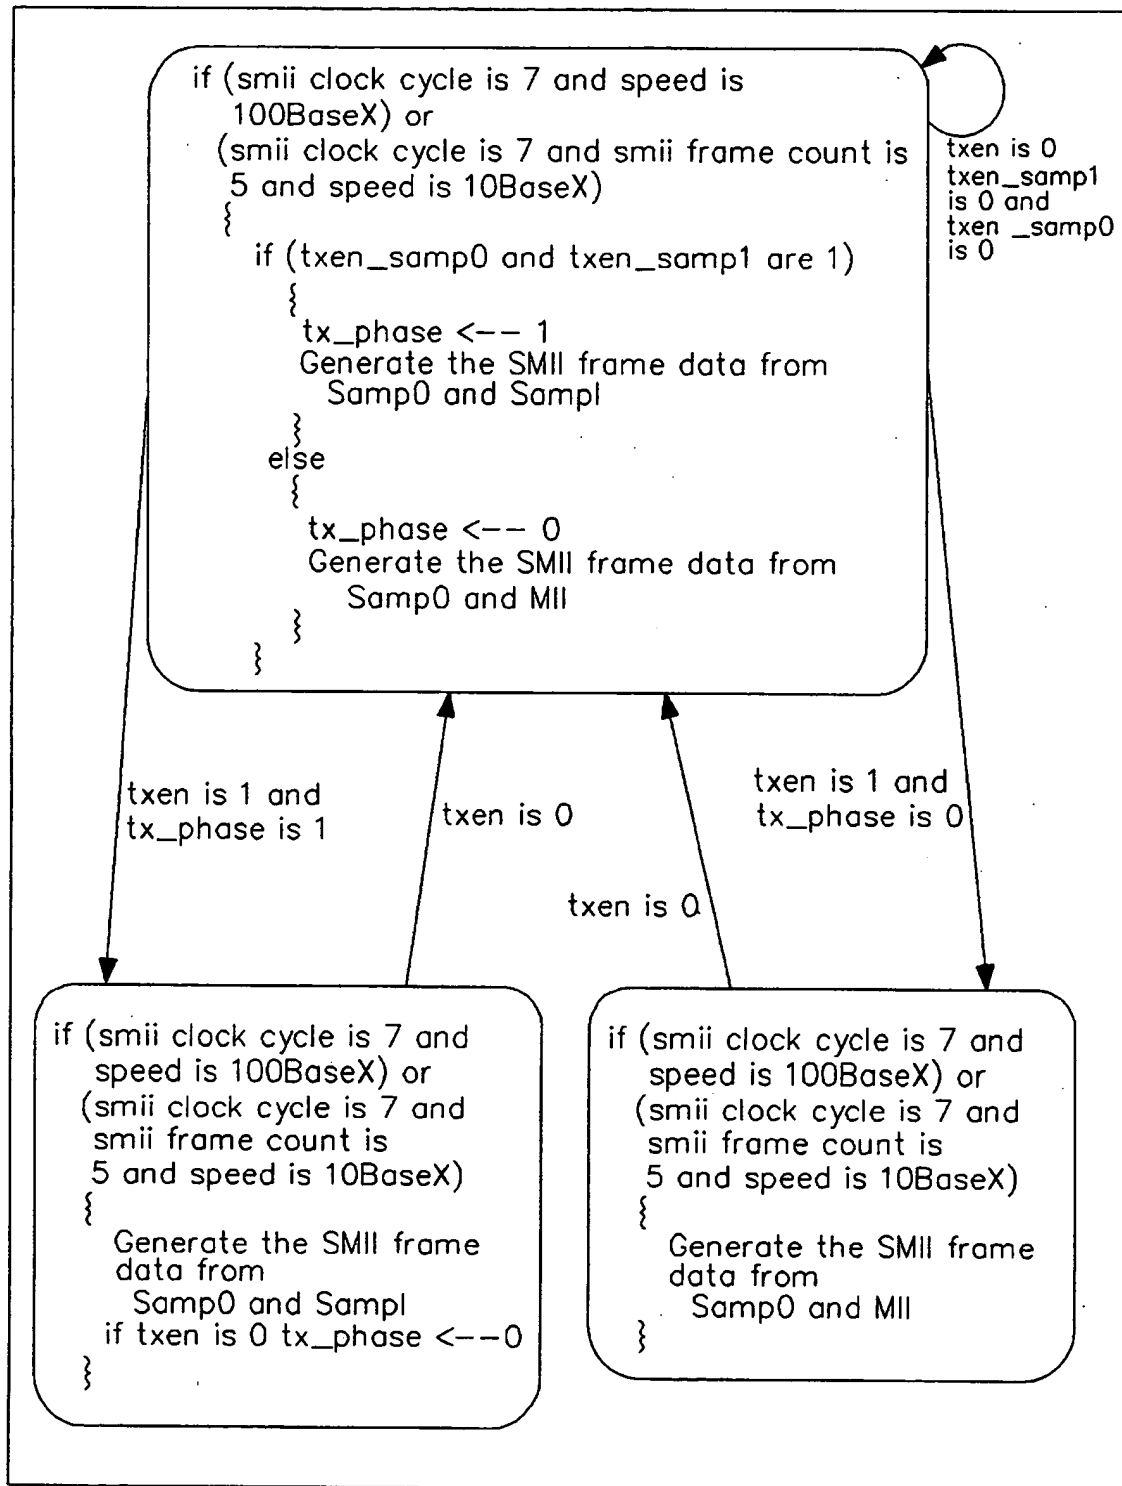 if (smii clock cycle is 7 and speed is
100BaseX) or
(smii clock cycle is 7 and smii frame count is
5 and speed is 10BaseX)
{
if (txen_samp0 and txen_samp1 are 1)
{
tx_phase <-- 1
Generate the SMII frame data from
Samp0 and SampI
}
else
{
tx_phase <-- 0
Generate the SMII frame data from
Samp0 and MII
}
}
txen is 0
txen_samp1
is 0 and
txen _samp0
is 0
txen is 1 and
tx_phase is 1
txen is 0
txen is 0
txen is 1 and
tx_phase is 0
if (smii clock cycle is 7 and
speed is 100BaseX) or
(smii clock cycle is 7 and
smii frame count is
5 and speed is 10BaseX)
{
Generate the SMII frame
data from
Samp0 and SampI
if txen is 0 tx_phase <--0
}
if (smii clock cycle is 7 and
speed is 100BaseX) or
(smii clock cycle is 7 and
smii frame count is
5 and speed is 10BaseX)
{
Generate the SMII frame
data from
Samp0 and MII
}